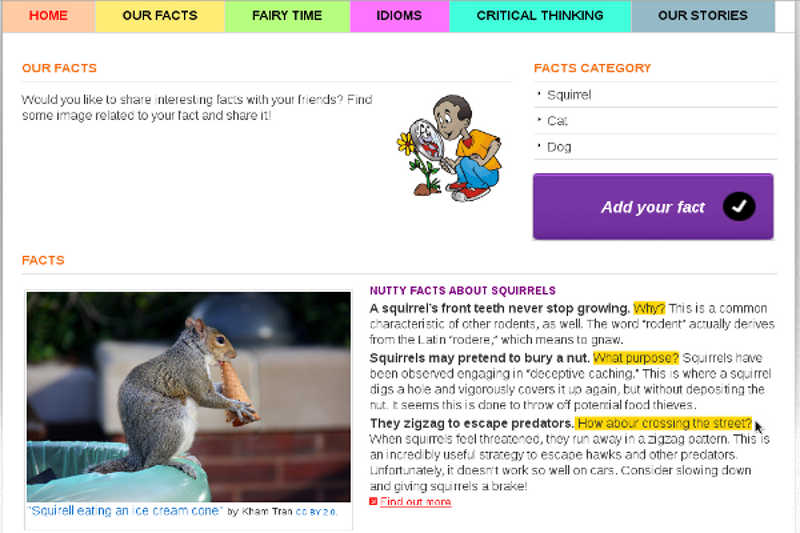 HOME OUR FACTS FAIRY TIME IDIOMS CRITICAL THINKING OUR STORIES
OUR FACTS
Would you like to share interesting facts with your friends? Find
some image related to your fact and share it!
FACTS CATEGORY
Squirrel
Cat
Dog
Add your fact
FACTS
"Squirell eating an ice cream cone" by Kham Tran CC BY 2.0.
NUTTY FACTS ABOUT SQUIRRELS
A squirrel's front teeth never stop growing. Why? This is a common
characteristic of other rodents, as well. The word "rodent" actually derives
from the Latin "rodere," which means to gnaw.
Squirrels may pretend to bury a nut. What purpose? Squirrels have
been observed engaging in "deceptive caching." This is where a squirrel
digs a hole and vigorously covers it up again, but without depositing the
nut. It seems this is done to throw off potential food thieves.
They zigzag to escape predators. How abour crossing the street?
When squirrels feel threatened, they run away in a zigzag pattern. This is
an incredibly useful strategy to escape hawks and other predators.
Unfortunately, it doesn't work so well on cars. Consider slowing down
and giving squirrels a brake!
Find out more